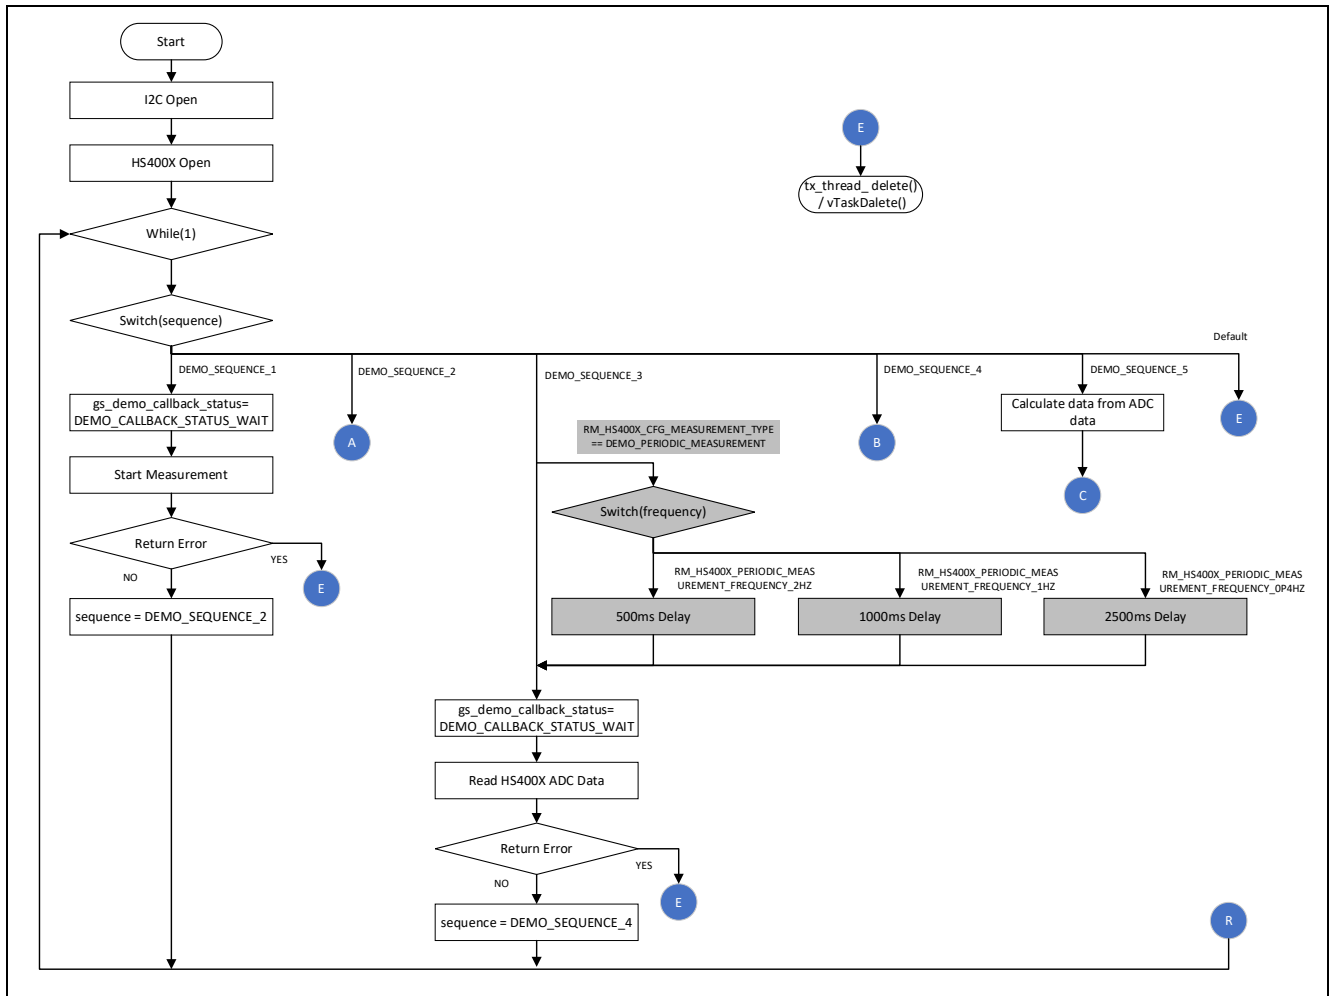 Start
I2C Open
E
HS400X Open
tx_thread_ delete()
/ vTaskDalete()
While(1)
Switch(sequence)
Default
DEMO_SEQUENCE_1
DEMO_SEQUENCE_2
DEMO_SEQUENCE_3
DEMO_SEQUENCE_4
DEMO_SEQUENCE_5
gs_demo_callback_status=
DEMO_CALLBACK_STATUS_WAIT
A
RM_HS400X_CFG_MEASUREMENT_TYPE
== DEMO_PERIODIC_MEASUREMENT
B
Calculate data from ADC
data
E
Start Measurement
C
Switch(frequency)
Return Error
YES
NO
E
RM_HS400X_PERIODIC_MEAS
UREMENT_FREQUENCY_2HZ
RM_HS400X_PERIODIC_MEAS
UREMENT_FREQUENCY_1HZ
RM_HS400X_PERIODIC_MEAS
UREMENT_FREQUENCY_0P4HZ
sequence = DEMO_SEQUENCE_2
500ms Delay
1000ms Delay
2500ms Delay
gs_demo_callback_status=
DEMO_CALLBACK_STATUS_WAIT
Read HS400X ADC Data
Return Error
YES
NO
E
sequence = DEMO_SEQUENCE_4
R